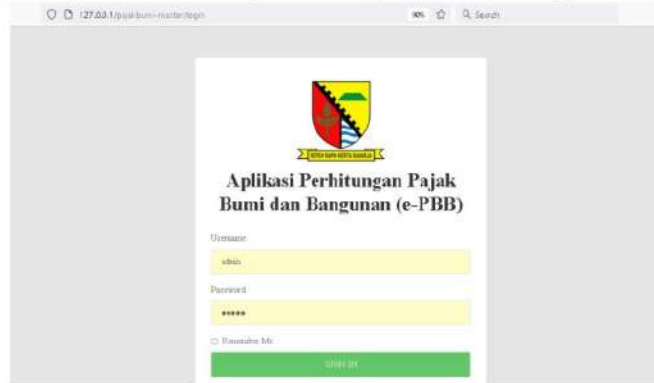 127.0.0.1/pajakbumi-master/login
90%
Search
Aplikasi Perhitungan Pajak
Bumi dan Bangunan (e-PBB)
Username
admin
Password
*****
Remember Me
SIGN IN